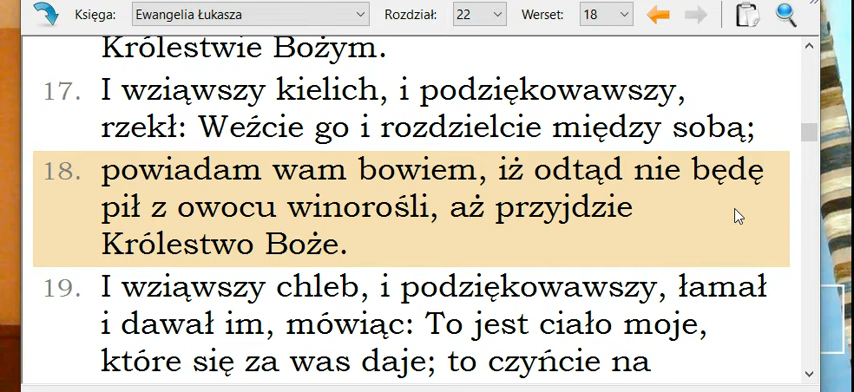 Księga: Ewangelia Łukasza Rozdział: 22 Werset: 18
Królestwie Bożym.
17. I wziąwszy kielich, i podziękowawszy,
rzekł: Weźcie go i rozdzielcie między sobą;
18. powiadam wam bowiem, iż odtąd nie będę
pił z owocu winorośli, aż przyjdzie
Królestwo Boże.
19. I wziąwszy chleb, i podziękowawszy, łamał
i dawał im, mówiąc: To jest ciało moje,
które się za was daje; to czyńcie na